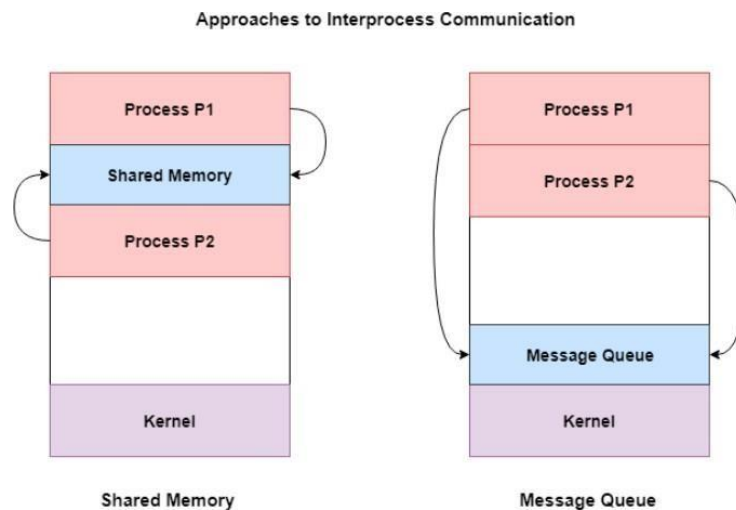 Approaches to Interprocess Communication
Process P1
Shared Memory
Process P2
Kernel
Shared Memory
Process P1
Process P2
Message Queue
Kernel
Message Queue